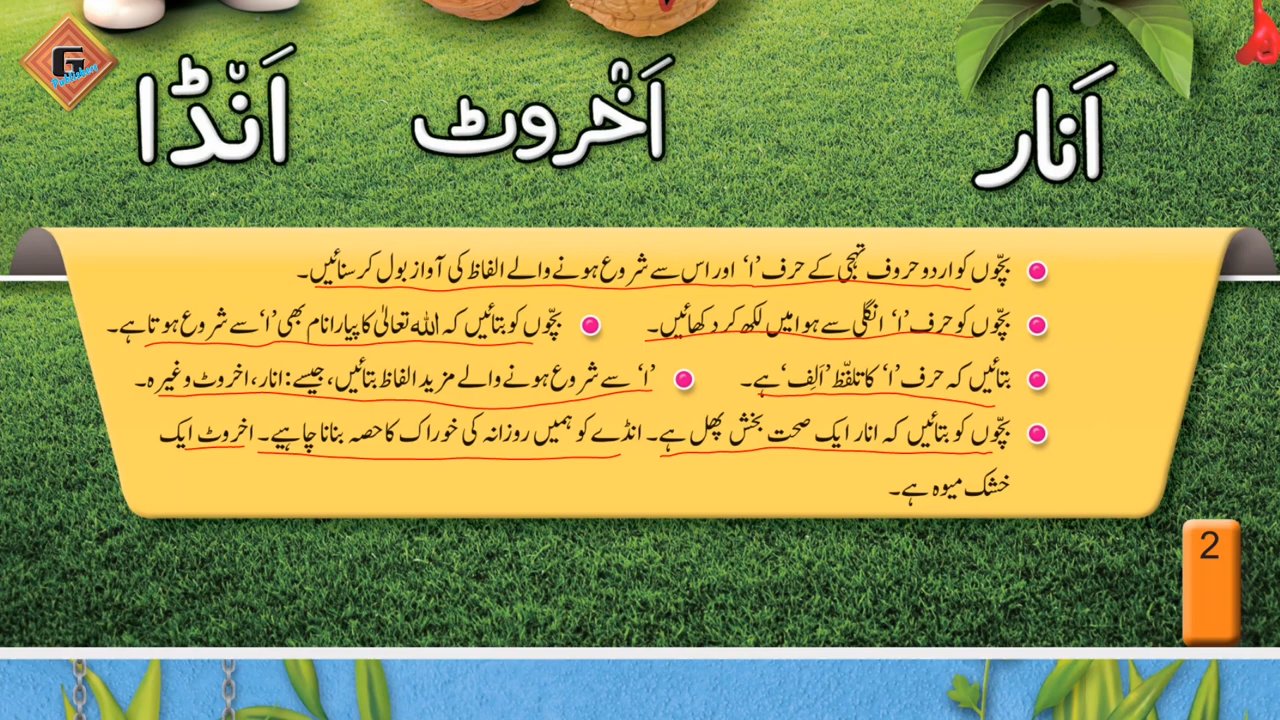 G
Publishers
اَنار اَخْروٹ اَنْڈا
بچّوں کو اردو حروف تہجی کے حرف ’ا‘ اور اس سے شروع ہونے والے الفاظ کی آواز بول کر سنائیں۔
بچّوں کو حرف ’ا‘ انگلی سے ہوا میں لکھ کر دکھائیں۔ بچّوں کو بتائیں کہ اللہ تعالیٰ کا پیارا نام بھی ’ا‘ سے شروع ہوتا ہے۔
بتائیں کہ حرف ’ا‘ کا تلفّظ ’اَلِف‘ ہے۔ ’ا‘ سے شروع ہونے والے مزید الفاظ بتائیں، جیسے: انار، اخروٹ وغیرہ۔
بچّوں کو بتائیں کہ انار ایک صحت بخش پھل ہے۔ انڈے کو ہمیں روزانہ کی خوراک کا حصہ بنانا چاہیے۔ اخروٹ ایک
خشک میوہ ہے۔
2